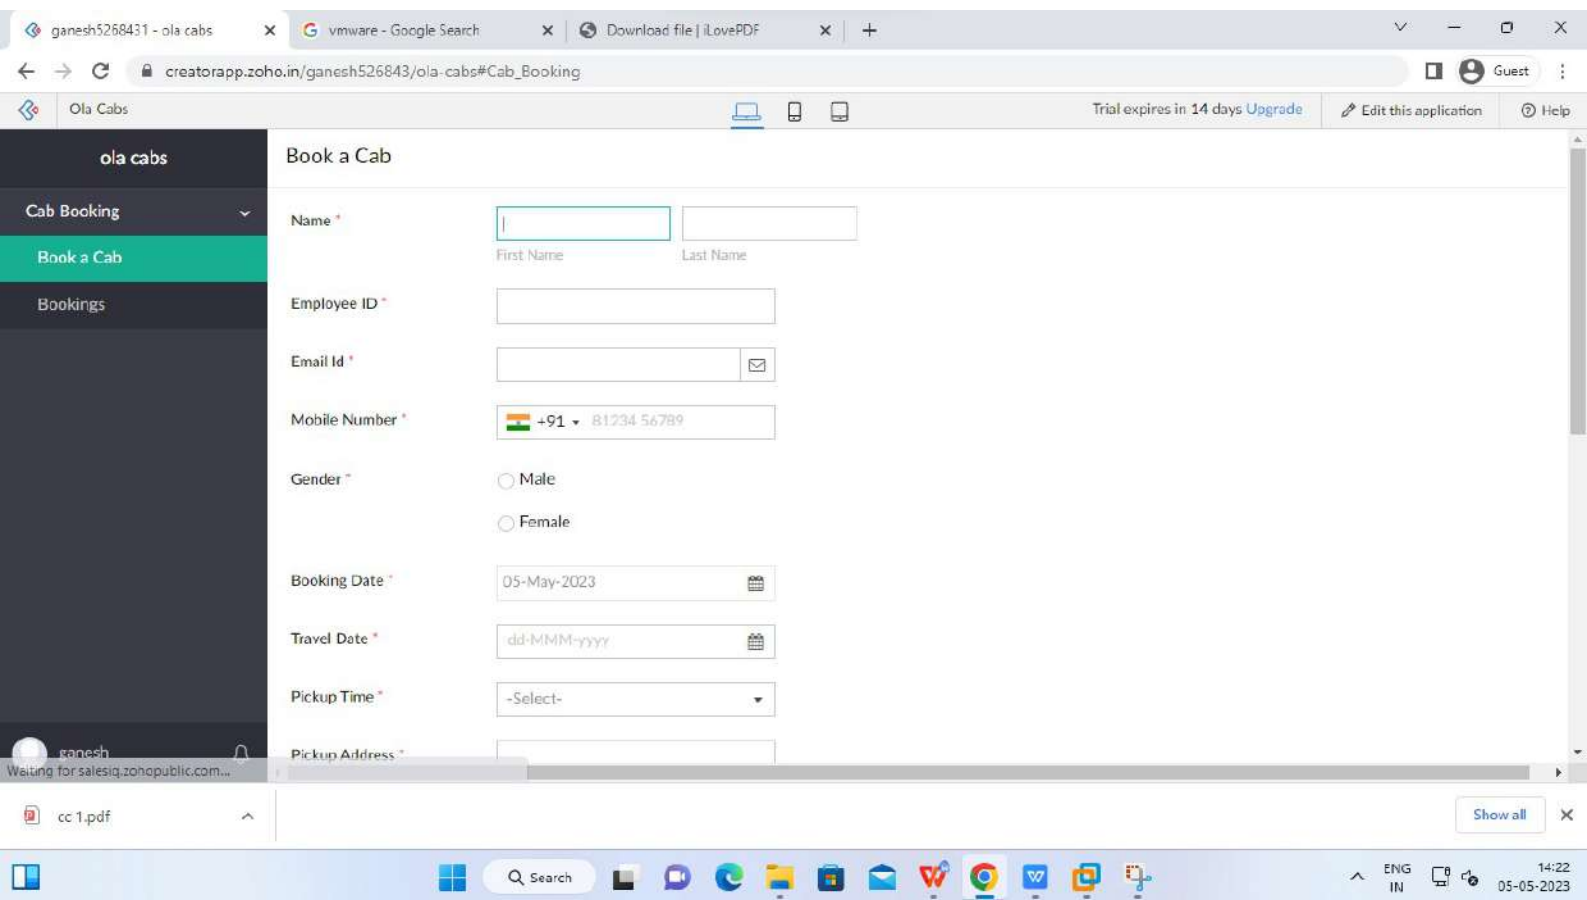 ganesh5268431 - ola cabs
vmware - Google Search
Download file | iLovePDF
creatorapp.zoho.in/ganesh526843/ola-cabs#Cab_Booking
Guest
Ola Cabs
Trial expires in 14 days Upgrade
Edit this application
Help
ola cabs
Book a Cab
Cab Booking
Book a Cab
Bookings
Name *
First Name
Last Name
Employee ID *
Email Id *
Mobile Number *
+91
81234 56789
Gender *
Male
Female
Booking Date *
05-May-2023
Travel Date *
dd-MMM-yyyy
Pickup Time *
-Select-
Pickup Address *
ganesh
Waiting for salesiq.zohopublic.com...
cc 1.pdf
Show all
Search
ENG
IN
14:22
05-05-2023